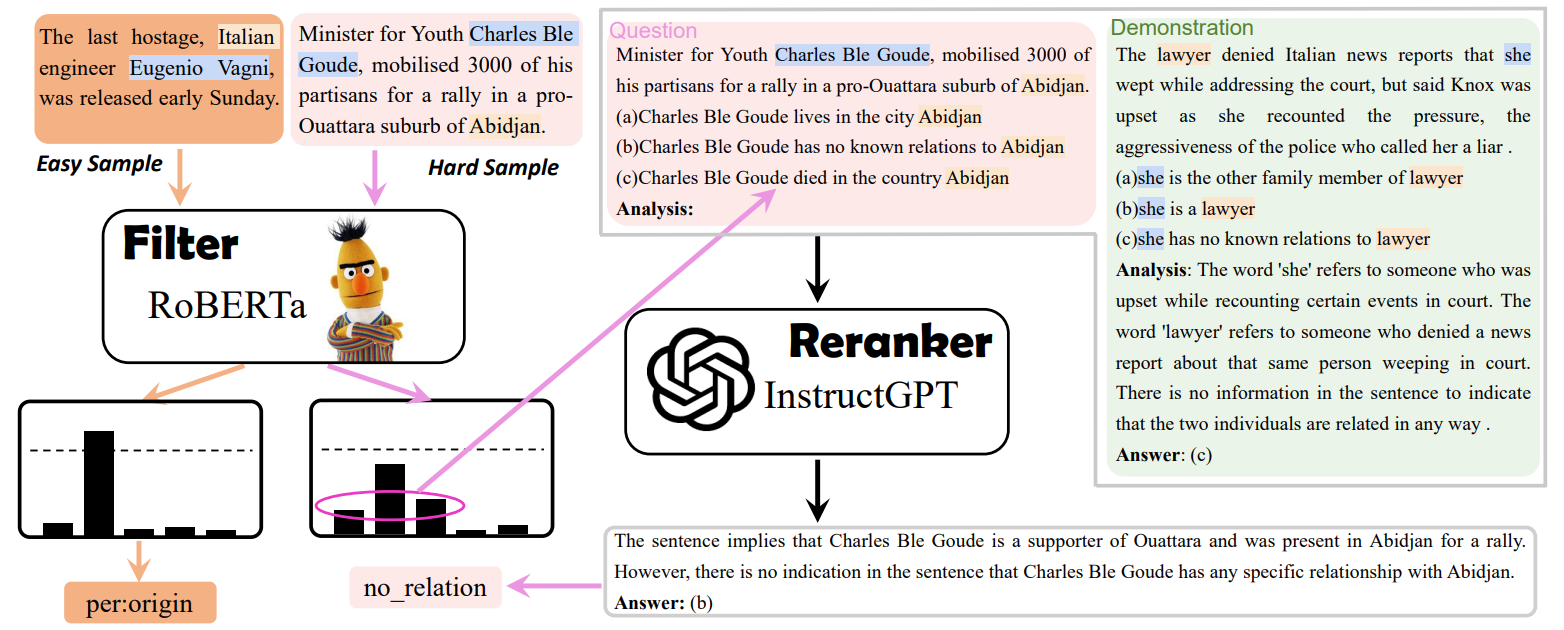 The last hostage, Italian
engineer Eugenio Vagni,
was released early Sunday.
Minister for Youth Charles Ble
Goude, mobilised 3000 of his
partisans for a rally in a pro-
Ouattara suburb of Abidjan.
Easy Sample
Hard Sample
Filter
RoBERTa
per:origin
no_relation
Question
Minister for Youth Charles Ble Goude, mobilised 3000 of
his partisans for a rally in a pro-Ouattara suburb of Abidjan.
(a)Charles Ble Goude lives in the city Abidjan
(b)Charles Ble Goude has no known relations to Abidjan
(c)Charles Ble Goude died in the country Abidjan
Analysis:
Reranker
InstructGPT
Demonstration
The lawyer denied Italian news reports that she
wept while addressing the court, but said Knox was
upset as she recounted the pressure, the
aggressiveness of the police who called her a liar .
(a)she is the other family member of lawyer
(b)she is a lawyer
(c)she has no known relations to lawyer
Analysis: The word 'she' refers to someone who was
upset while recounting certain events in court. The
word 'lawyer' refers to someone who denied a news
report about that same person weeping in court.
There is no information in the sentence to indicate
that the two individuals are related in any way .
Answer: (c)
The sentence implies that Charles Ble Goude is a supporter of Ouattara and was present in Abidjan for a rally.
However, there is no indication in the sentence that Charles Ble Goude has any specific relationship with Abidjan.
Answer: (b)